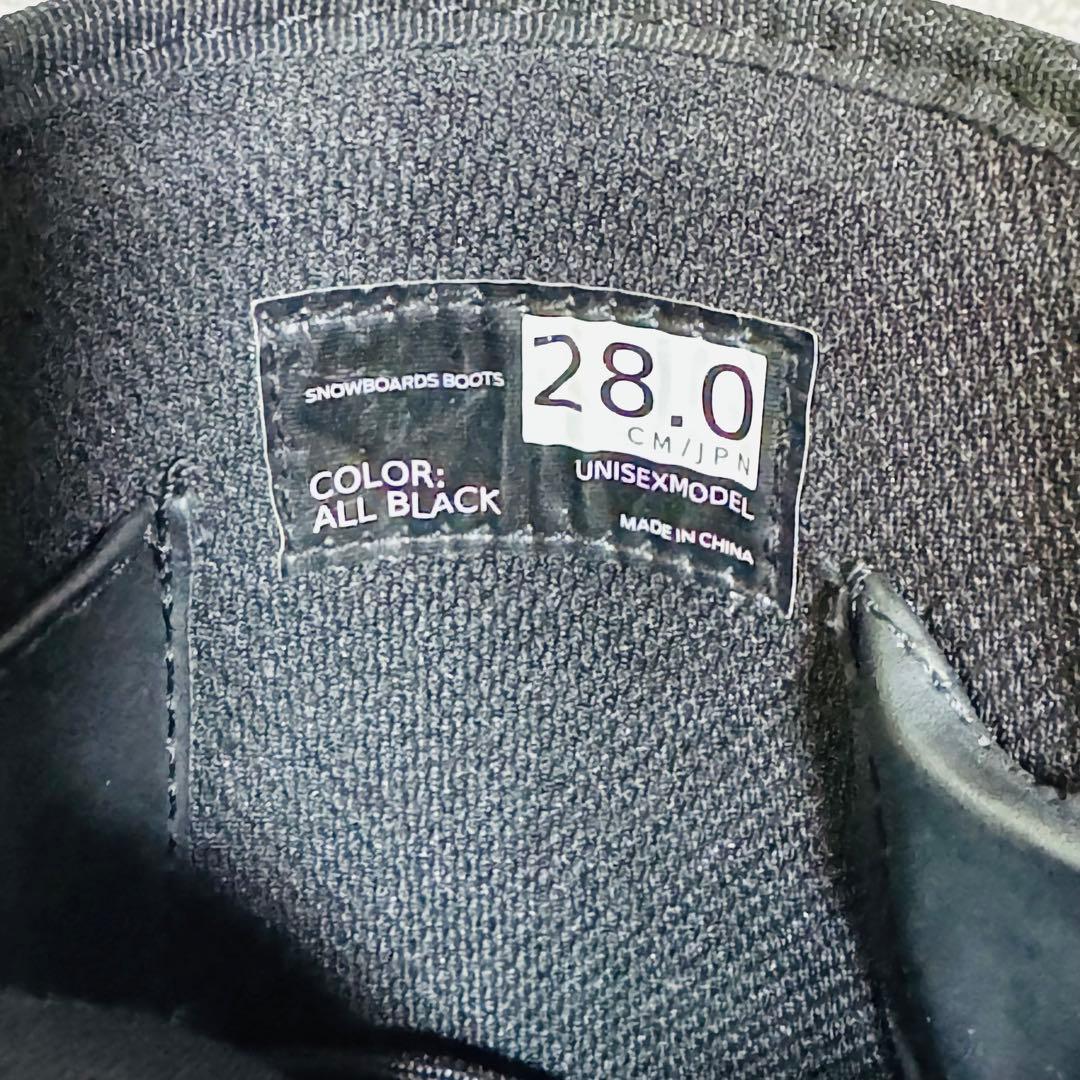 SNOWBOARDS BOOTS
28.0
CM/JPN
COLOR:
ALL BLACK
UNISEXMODEL
MADE IN CHINA